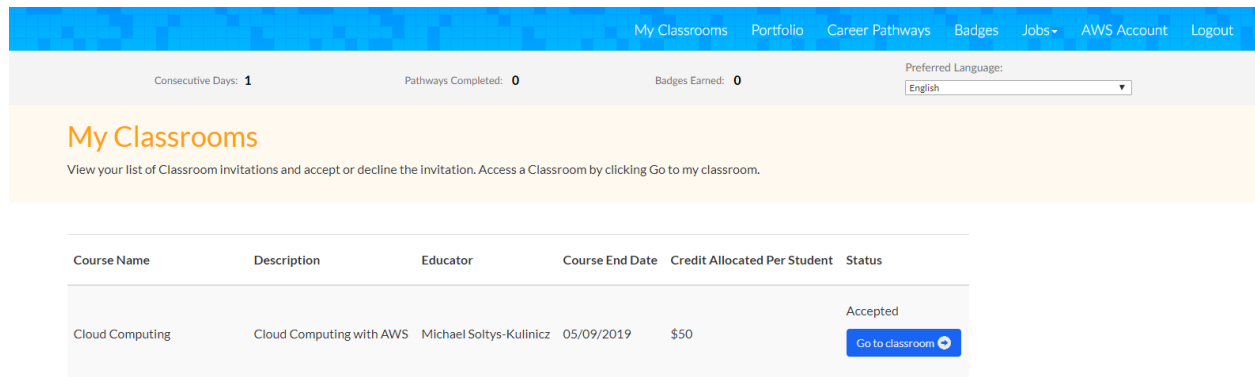 My Classrooms Portfolio Career Pathways Badges Jobs AWS Account Logout
Consecutive Days: 1 Pathways Completed: 0 Badges Earned: 0 Preferred Language:
English
My Classrooms
View your list of Classroom invitations and accept or decline the invitation. Access a Classroom by clicking Go to my classroom.
Course Name Description Educator Course End Date Credit Allocated Per Student Status
Accepted
Cloud Computing Cloud Computing with AWS Michael Soltys-Kulinicz 05/09/2019 $50
Go to classroom